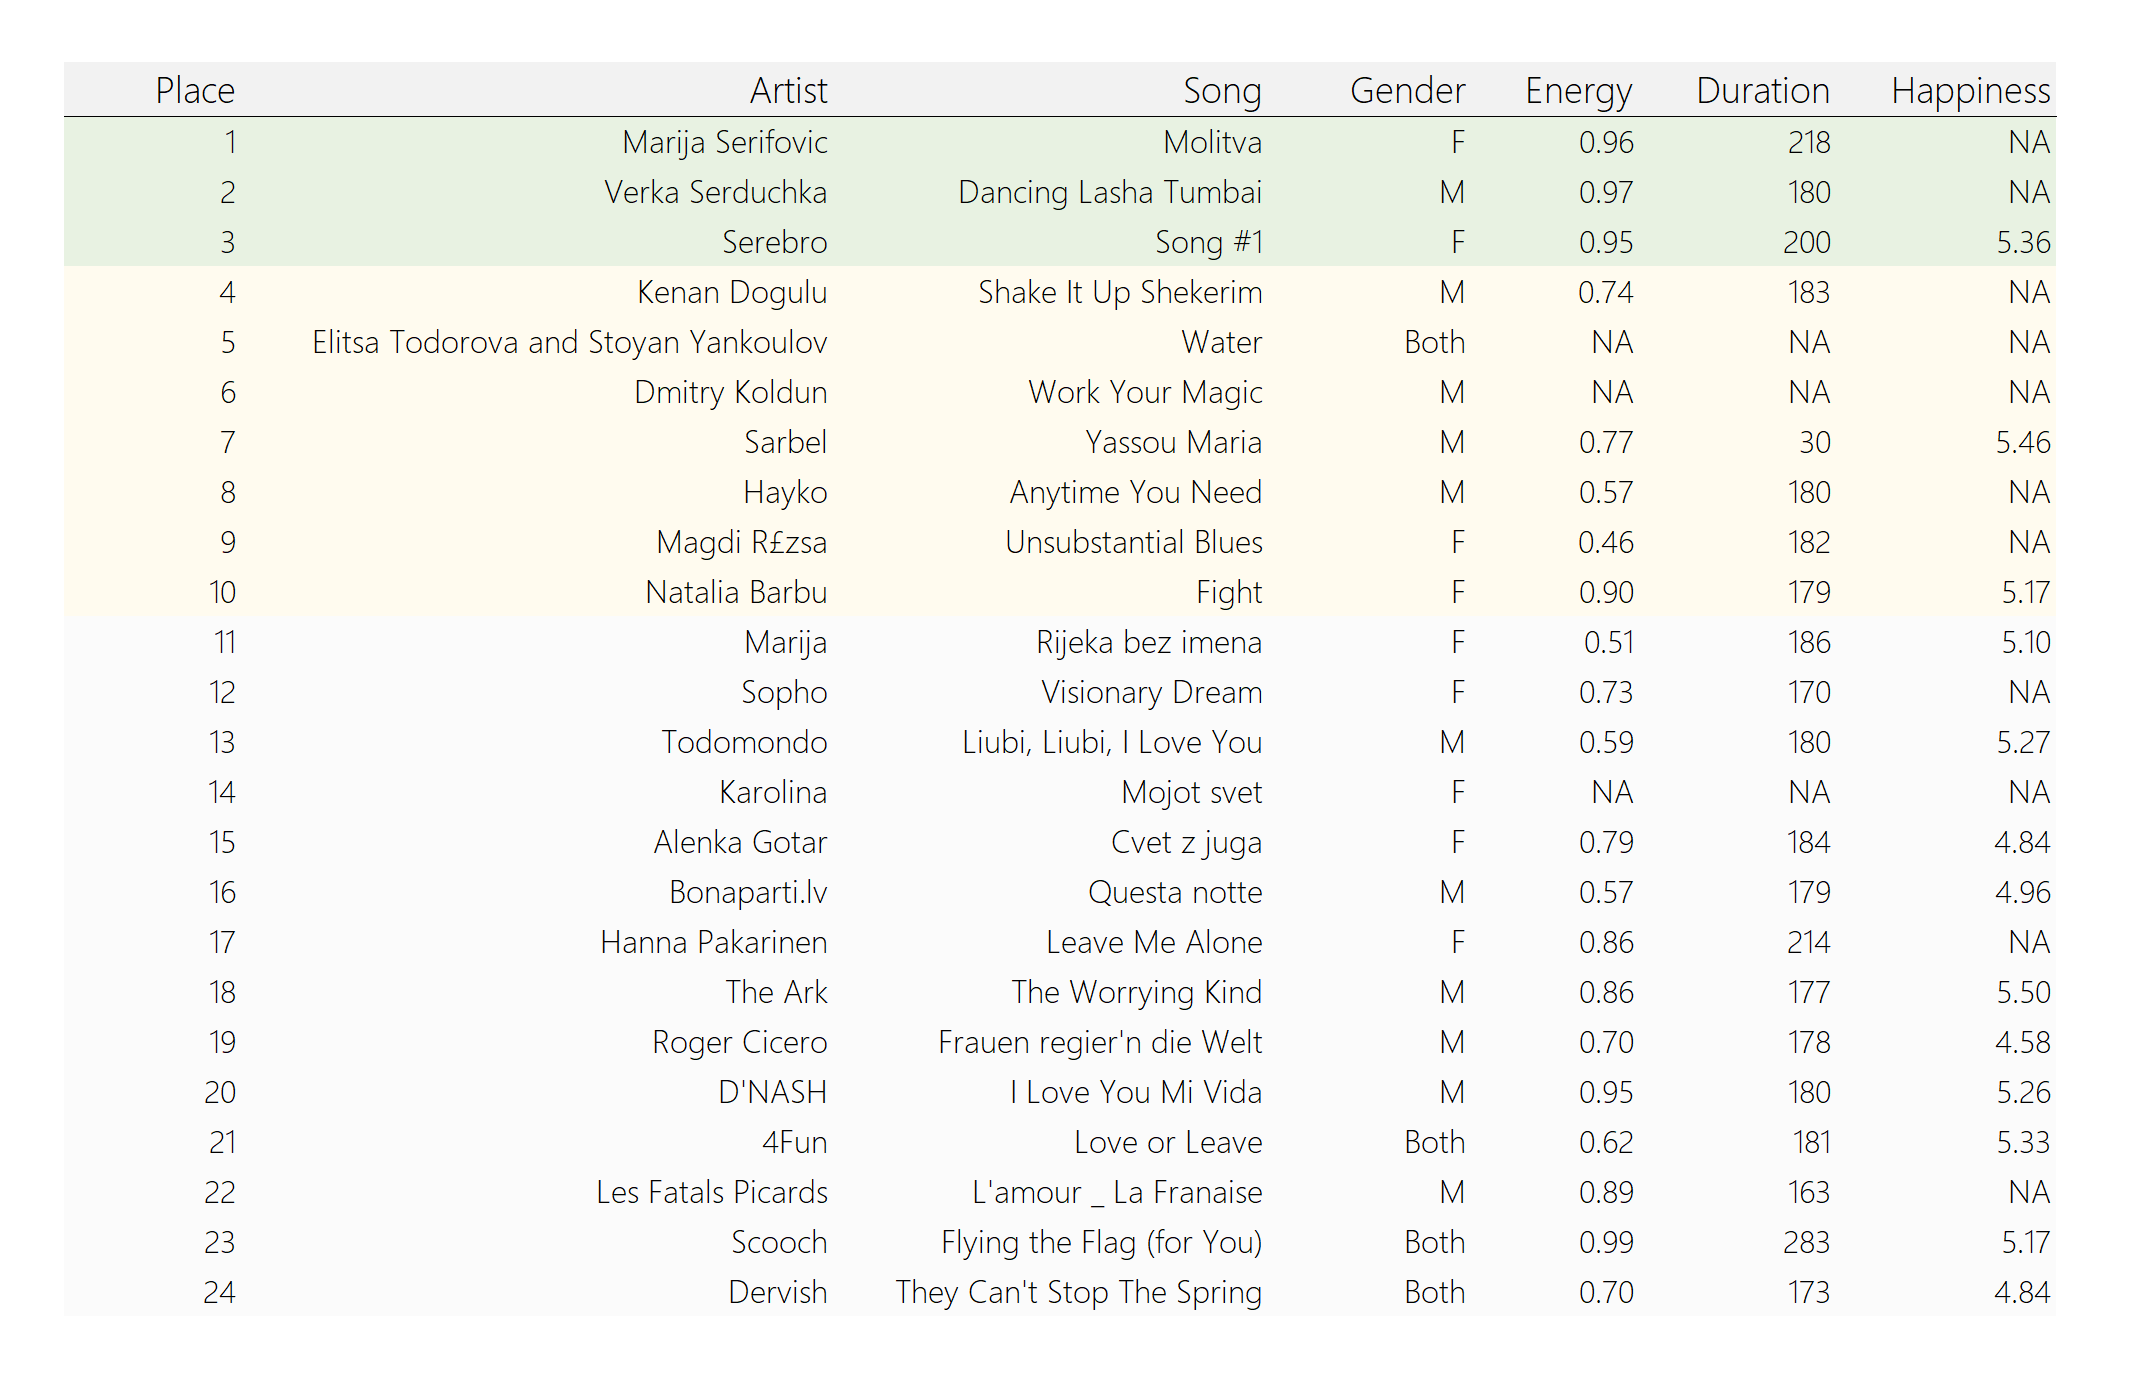 Place Artist Song Gender Energy Duration Happiness
1 Marija Serifovic Molitva F 0.96 218 NA
2 Verka Serduchka Dancing Lasha Tumbai M 0.97 180 NA
3 Serebro Song #1 F 0.95 200 5.36
4 Kenan Dogulu Shake It Up Shekerim M 0.74 183 NA
5 Elitsa Todorova and Stoyan Yankoulov Water Both NA NA NA
6 Dmitry Koldun Work Your Magic M NA NA NA
7 Sarbel Yassou Maria M 0.77 30 5.46
8 Hayko Anytime You Need M 0.57 180 NA
9 Magdi R£zsa Unsubstantial Blues F 0.46 182 NA
10 Natalia Barbu Fight F 0.90 179 5.17
11 Marija Rijeka bez imena F 0.51 186 5.10
12 Sopho Visionary Dream F 0.73 170 NA
13 Todomondo Liubi, Liubi, I Love You M 0.59 180 5.27
14 Karolina Mojot svet F NA NA NA
15 Alenka Gotar Cvet z juga F 0.79 184 4.84
16 Bonaparti.lv Questa notte M 0.57 179 4.96
17 Hanna Pakarinen Leave Me Alone F 0.86 214 NA
18 The Ark The Worrying Kind M 0.86 177 5.50
19 Roger Cicero Frauen regier'n die Welt M 0.70 178 4.58
20 D'NASH I Love You Mi Vida M 0.95 180 5.26
21 4Fun Love or Leave Both 0.62 181 5.33
22 Les Fatals Picards L'amour _ La Franaise M 0.89 163 NA
23 Scooch Flying the Flag (for You) Both 0.99 283 5.17
24 Dervish They Can't Stop The Spring Both 0.70 173 4.84